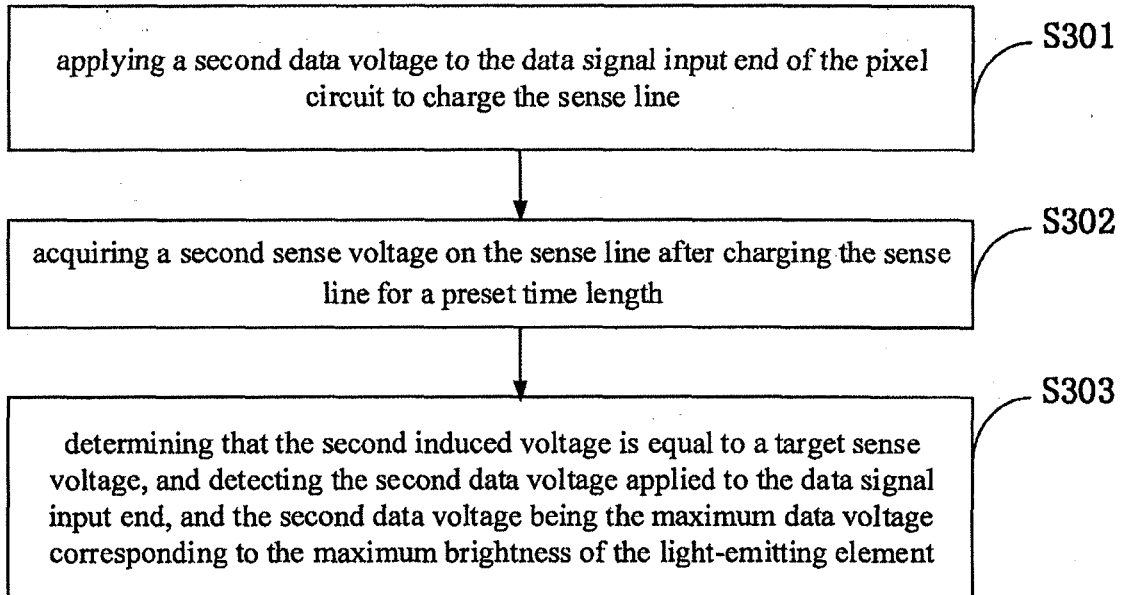 applying a second data voltage to the data signal input end of the pixel
circuit to charge the sense line
S301
acquiring a second sense voltage on the sense line after charging the sense
line for a preset time length
S302
determining that the second induced voltage is equal to a target sense
voltage, and detecting the second data voltage applied to the data signal
input end, and the second data voltage being the maximum data voltage
corresponding to the maximum brightness of the light-emitting element
S303